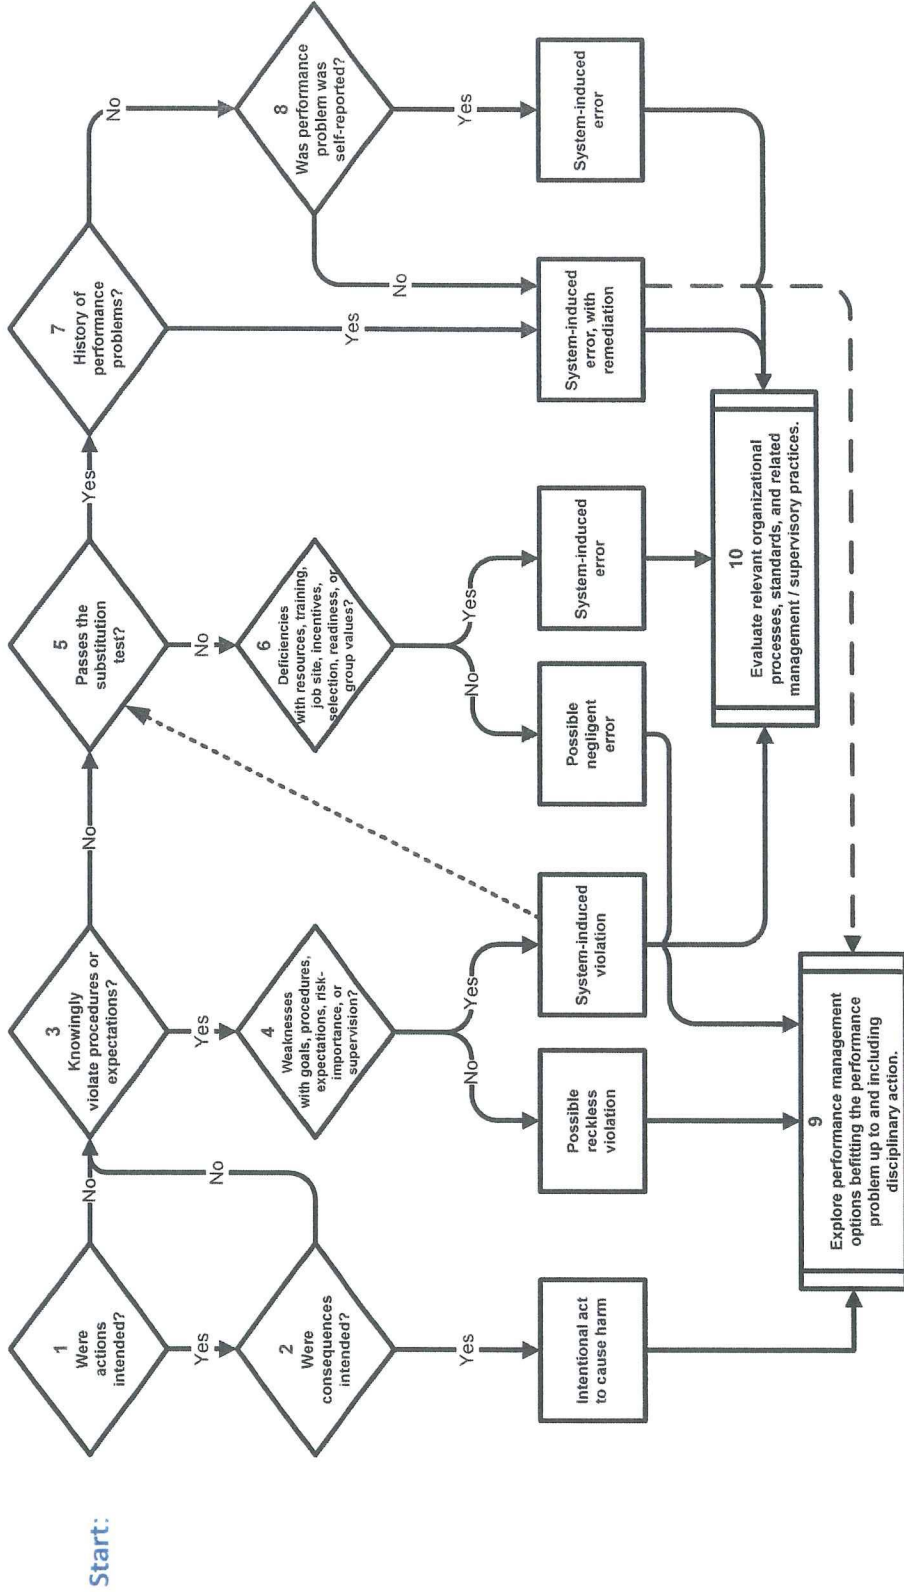 Start:
1
Were
actions
intended?
No
Yes
2
Were
consequences
intended?
No
Yes
Intentional act
to cause harm
3
Knowingly
violate procedures or
expectations?
No
Yes
4
Weaknesses
with goals, procedures,
expectations, risk-
importance, or
supervision?
No
Yes
Possible
reckless
violation
System-induced
violation
5
Passes the
substitution
test?
Yes
No
6
Deficiencies
with resources, training,
job site, incentives,
selection, readiness, or
group values?
No
Yes
Possible
negligent
error
System-induced
error
7
History of
performance
problems?
No
Yes
8
Was performance
problem was
self-reported?
No
Yes
System-induced
error, with
remediation
System-induced
error
9
Explore performance management
options befitting the performance
problem up to and including
disciplinary action.
10
Evaluate relevant organizational
processes, standards, and related
management / supervisory practices.